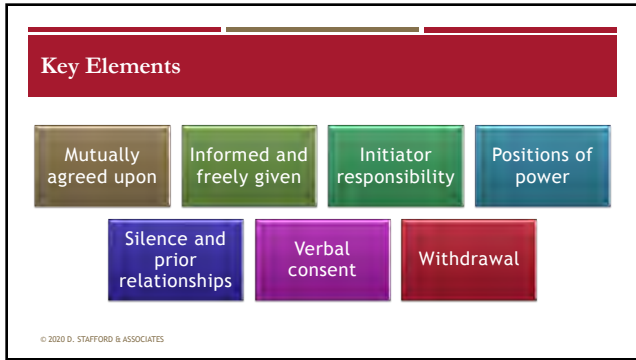 Key Elements
Mutually
agreed upon
Informed and
freely given
Initiator
responsibility
Positions of
power
Silence and
prior
relationships
Verbal
consent
Withdrawal
© 2020 D. STAFFORD & ASSOCIATES